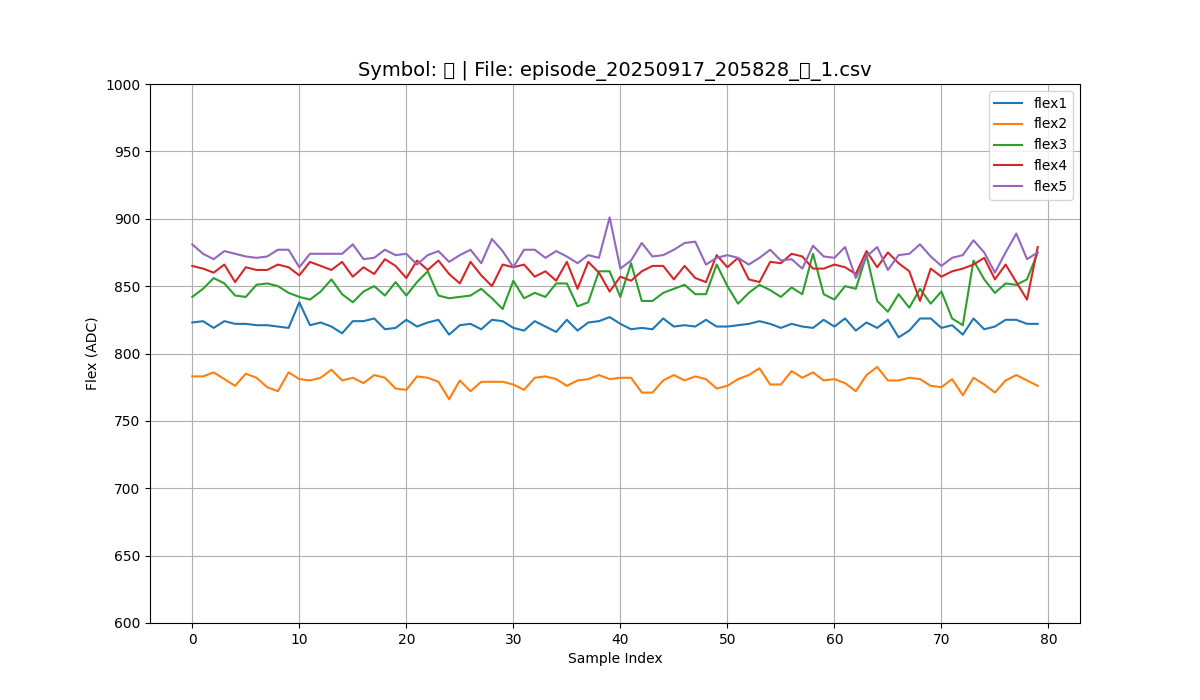 Symbol: | File: episode_20250917_205828_ _1.csv
1000
950
900
850
800
750
700
650
600
Flex (ADC)
0 10 20 30 40 50 60 70 80
Sample Index
flex1
flex2
flex3
flex4
flex5